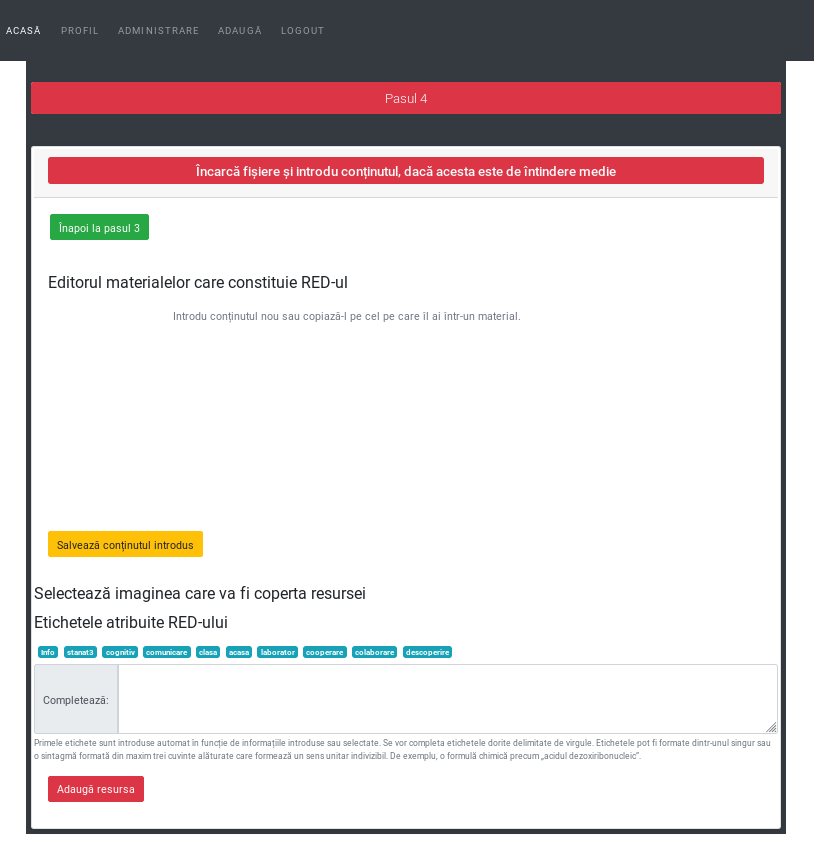 ACASĂ PROFIL ADMINISTRARE ADAUGĂ LOGOUT
Pasul 4
Încarcă fișiere și introdu conținutul, dacă acesta este de întindere medie
Înapoi la pasul 3
Editorul materialelor care constituie RED-ul
Introdu conținutul nou sau copiază-l pe cel pe care îl ai într-un material.
Salvează conținutul introdus
Selectează imaginea care va fi coperta resursei
Etichetele atribuite RED-ului
Info stanat3 cognitiv comunicare clasa acasa laborator cooperare colaborare descoperire
Completează:
Primele etichete sunt introduse automat în funcție de informațiile introduse sau selectate. Se vor completa etichetele dorite delimitate de virgule. Etichetele pot fi formate dintr-unul singur sau
o sintagmă formată din maxim trei cuvinte alăturate care formează un sens unitar indivizibil. De exemplu, o formulă chimică precum „acidul dezoxiribonucleic”.
Adaugă resursa